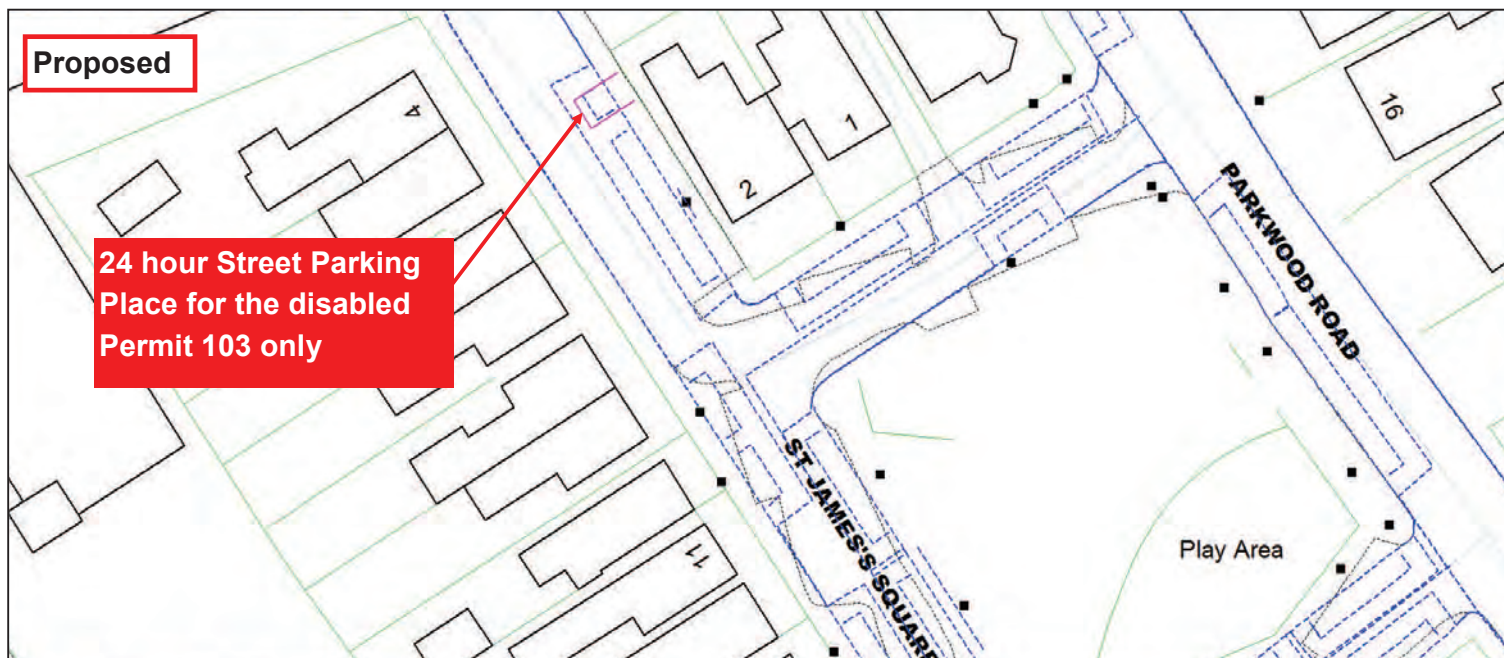 Proposed
4
1
2
16
PARKWOOD ROAD
24 hour Street Parking
Place for the disabled
Permit 103 only
ST JAMES'S SQUARE
Play Area
11